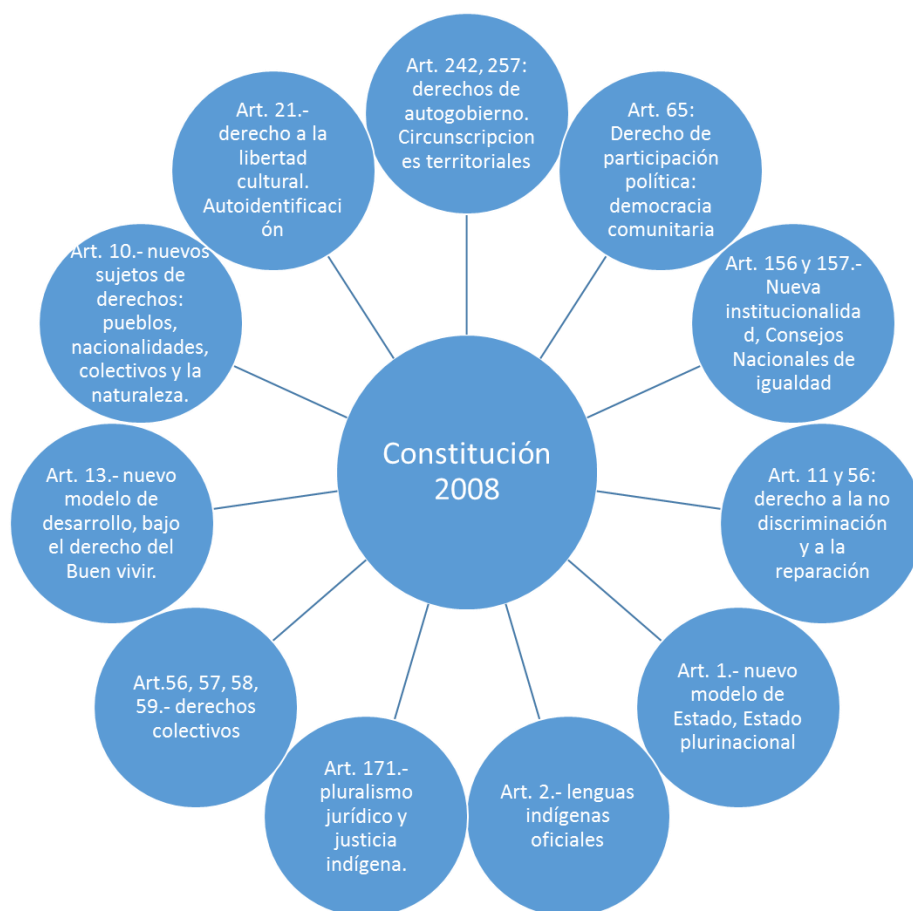 Art. 242, 257:
derechos de
autogobierno.
Circunscripcion
es territoriales
Art. 65:
Derecho de
participación
política:
democracia
comunitaria
Art. 156 y 157.-
Nueva
institucionalida
d, Consejos
Nacionales de
igualdad
Art. 11 y 56:
derecho a la no
discriminación
y a la
reparación
Art. 1.- nuevo
modelo de
Estado, Estado
plurinacional
Art. 2.- lenguas
indígenas
oficiales
Art. 171.-
pluralismo
jurídico y
justicia
indígena.
Art.56, 57, 58,
59.- derechos
colectivos
Art. 13.- nuevo
modelo de
desarrollo, bajo
el derecho del
Buen vivir.
Art. 10.- nuevos
sujetos de
derechos:
pueblos,
nacionalidades,
colectivos y la
naturaleza.
Art. 21.-
derecho a la
libertad
cultural.
Autoidentificaci
ón
Constitución
2008